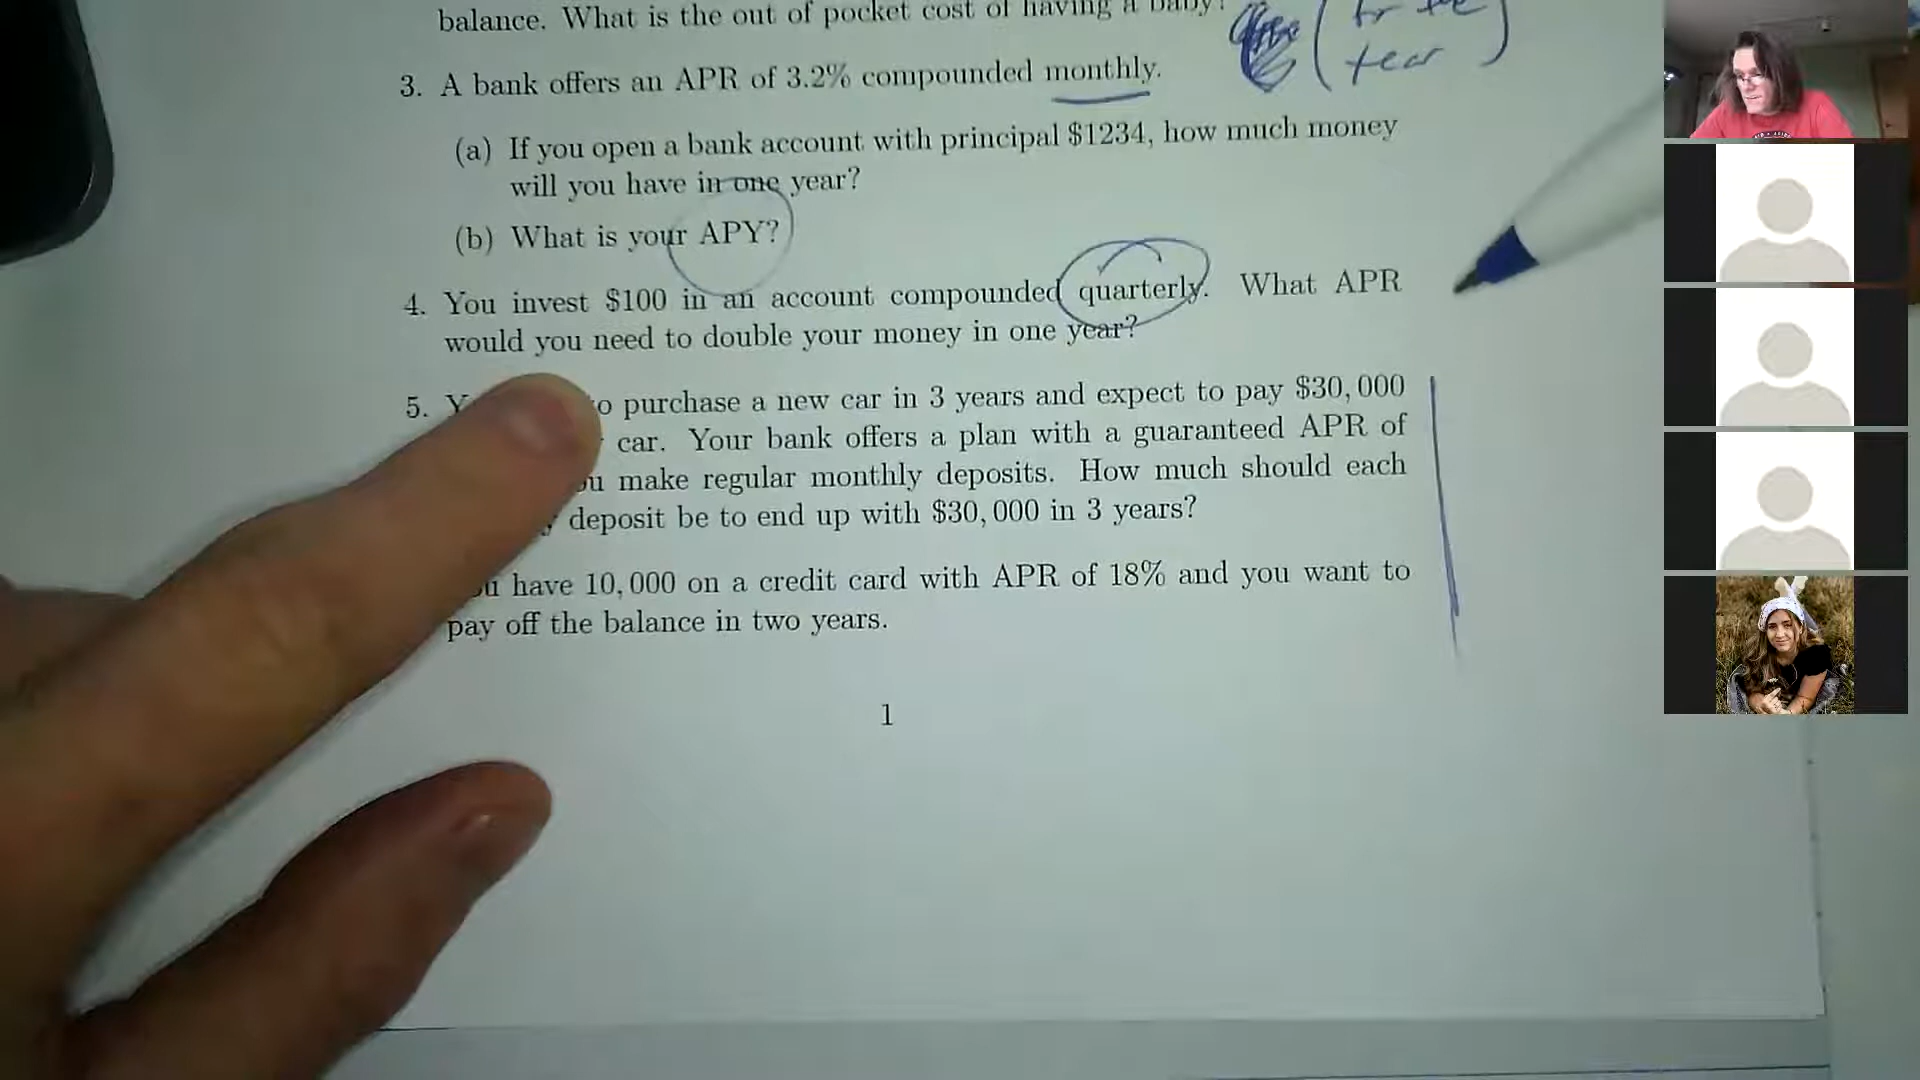 balance. What is the out of pocket cost of having a baby?
3. A bank offers an APR of 3.2% compounded monthly.
tear
(a) If you open a bank account with principal $1234, how much money
will you have in one year?
(b) What is your APY?
4. You invest $100 in an account compounded quarterly. What APR
would you need to double your money in one year?
5. purchase a new car in 3 years and expect to pay $30,000
car. Your bank offers a plan with a guaranteed APR of
make regular monthly deposits. How much should each
deposit be to end up with $30,000 in 3 years?
have 10,000 on a credit card with APR of 18% and you want to
pay off the balance in two years.
1